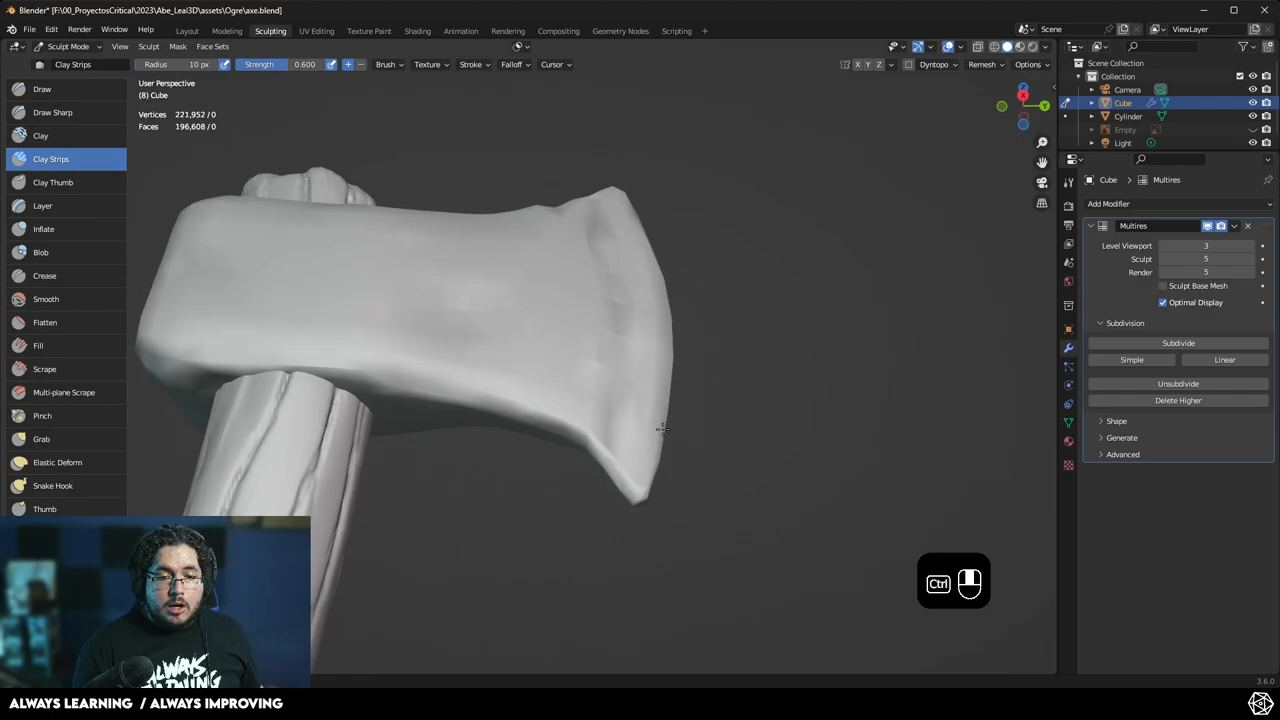 Blender* [F:\00_ProyectosCritical\2023\Abe_Leal3D\assets\Ogre\axe.blend]
File Edit Render Window Help Layout Modeling Sculpting UV Editing Texture Paint Shading Animation Rendering Compositing Geometry Nodes Scripting + Scene ViewLayer
Sculpt Mode View Sculpt Mask Face Sets
Clay Strips Radius 10 px Strength 0.600 Brush Texture Stroke Falloff Cursor X Y Z Dyntopo Remesh Options
User Perspective
(8) Cube
Vertices 221,952 / 0
Faces 196,608 / 0
Draw
Draw Sharp
Clay
Clay Strips
Clay Thumb
Layer
Inflate
Blob
Crease
Smooth
Flatten
Fill
Scrape
Multi-plane Scrape
Pinch
Grab
Elastic Deform
Snake Hook
Thumb
X
Y
Z
Scene Collection
Collection
Camera
Cube
Cylinder
Empty
Light
Cube > Multires
Add Modifier
Multires
Level Viewport 3
Sculpt 5
Render 5
Sculpt Base Mesh
Optimal Display
Subdivision
Subdivide
Simple Linear
Unsubdivide
Delete Higher
Shape
Generate
Advanced
Ctrl
3.6.0
ALWAYS LEARNING / ALWAYS IMPROVING